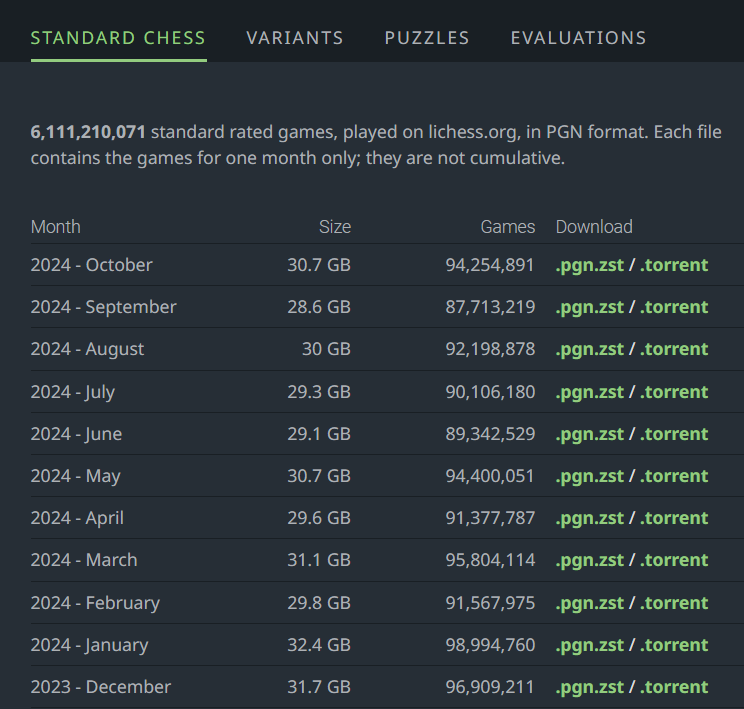 STANDARD CHESS VARIANTS PUZZLES EVALUATIONS
6,111,210,071 standard rated games, played on lichess.org, in PGN format. Each file
contains the games for one month only; they are not cumulative.
Month Size Games Download
2024 - October 30.7 GB 94,254,891 .pgn.zst / .torrent
2024 - September 28.6 GB 87,713,219 .pgn.zst / .torrent
2024 - August 30 GB 92,198,878 .pgn.zst / .torrent
2024 - July 29.3 GB 90,106,180 .pgn.zst / .torrent
2024 - June 29.1 GB 89,342,529 .pgn.zst / .torrent
2024 - May 30.7 GB 94,400,051 .pgn.zst / .torrent
2024 - April 29.6 GB 91,377,787 .pgn.zst / .torrent
2024 - March 31.1 GB 95,804,114 .pgn.zst / .torrent
2024 - February 29.8 GB 91,567,975 .pgn.zst / .torrent
2024 - January 32.4 GB 98,994,760 .pgn.zst / .torrent
2023 - December 31.7 GB 96,909,211 .pgn.zst / .torrent